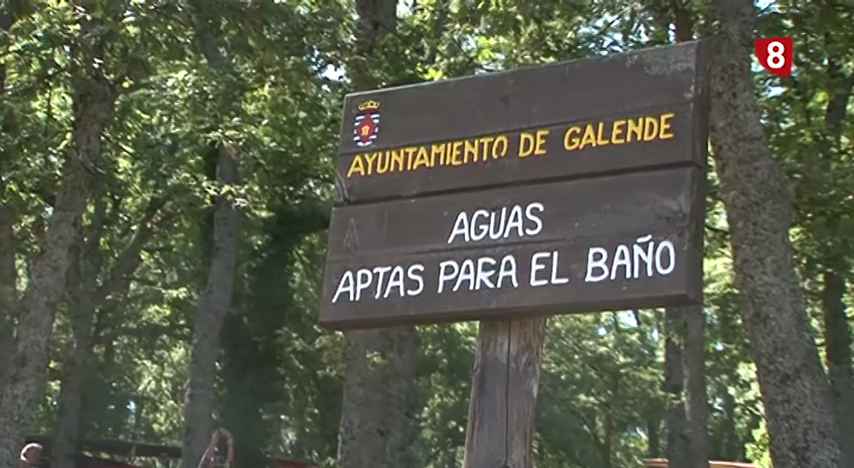 8
AYUNTAMIENTO DE GALENDE
AGUAS
APTAS PARA EL BAÑO